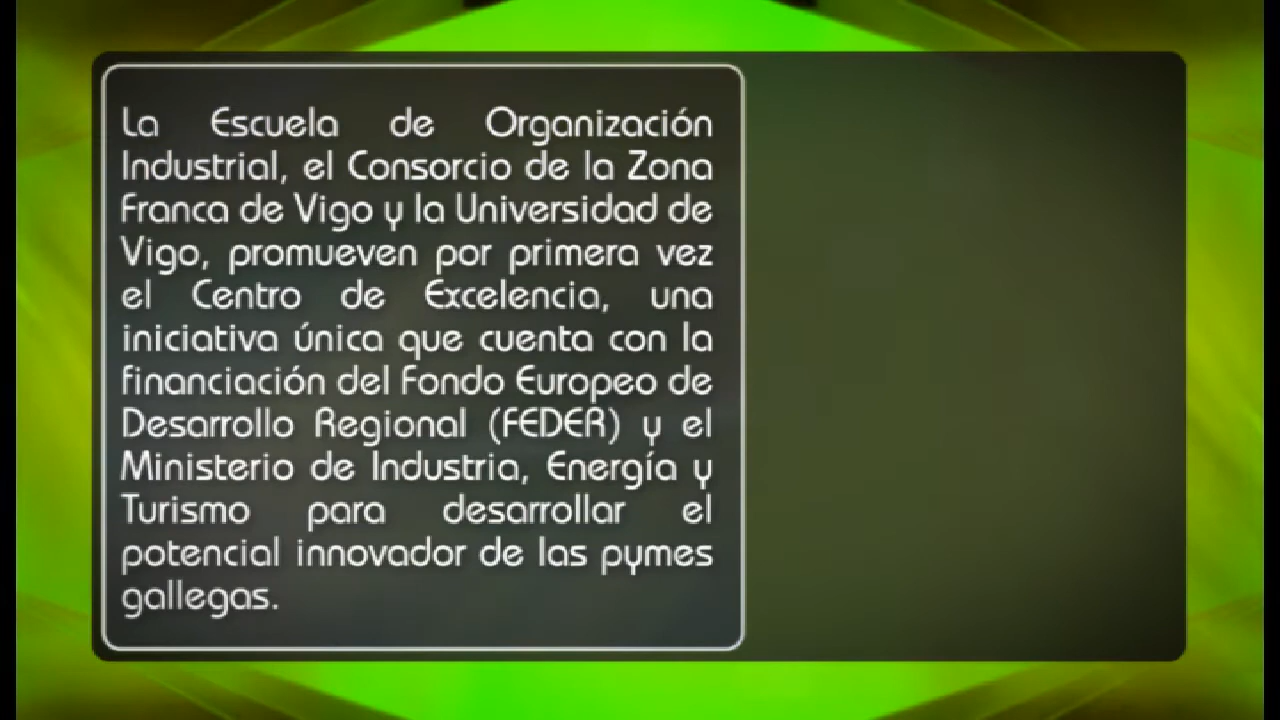 La Escuela de Organización
Industrial, el Consorcio de la Zona
Franca de Vigo y la Universidad de
Vigo, promueven por primera vez
el Centro de Excelencia, una
iniciativa única que cuenta con la
financiación del Fondo Europeo de
Desarrollo Regional (FEDER) y el
Ministerio de Industria, Energía y
Turismo para desarrollar el
potencial innovador de las pymes
gallegas.